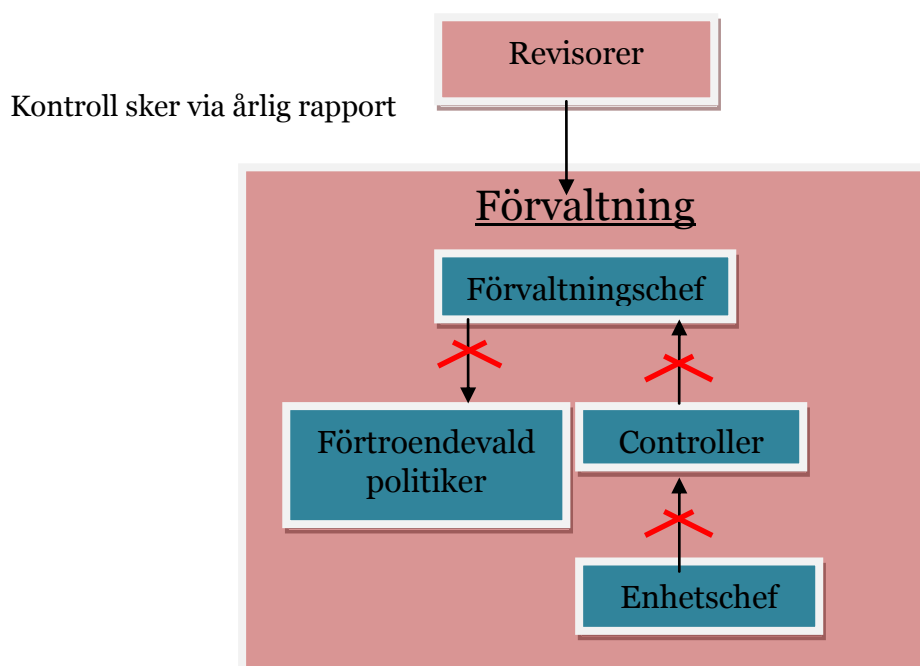 Revisorer
Kontroll sker via årlig rapport
Förvaltning
Förvaltningschef
Förtroendevald
politiker
Controller
Enhetschef